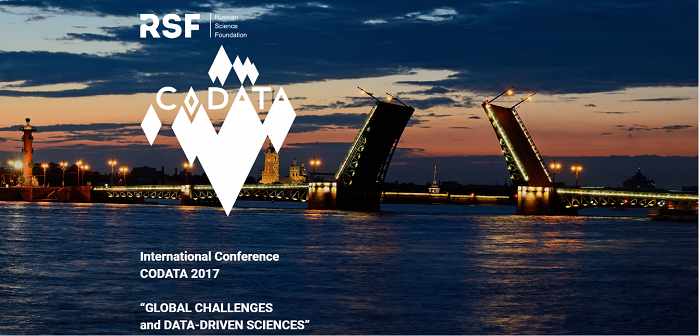 RSF
Russian
Science
Foundation
CODATA
International Conference
CODATA 2017
“GLOBAL CHALLENGES
and DATA-DRIVEN SCIENCES”